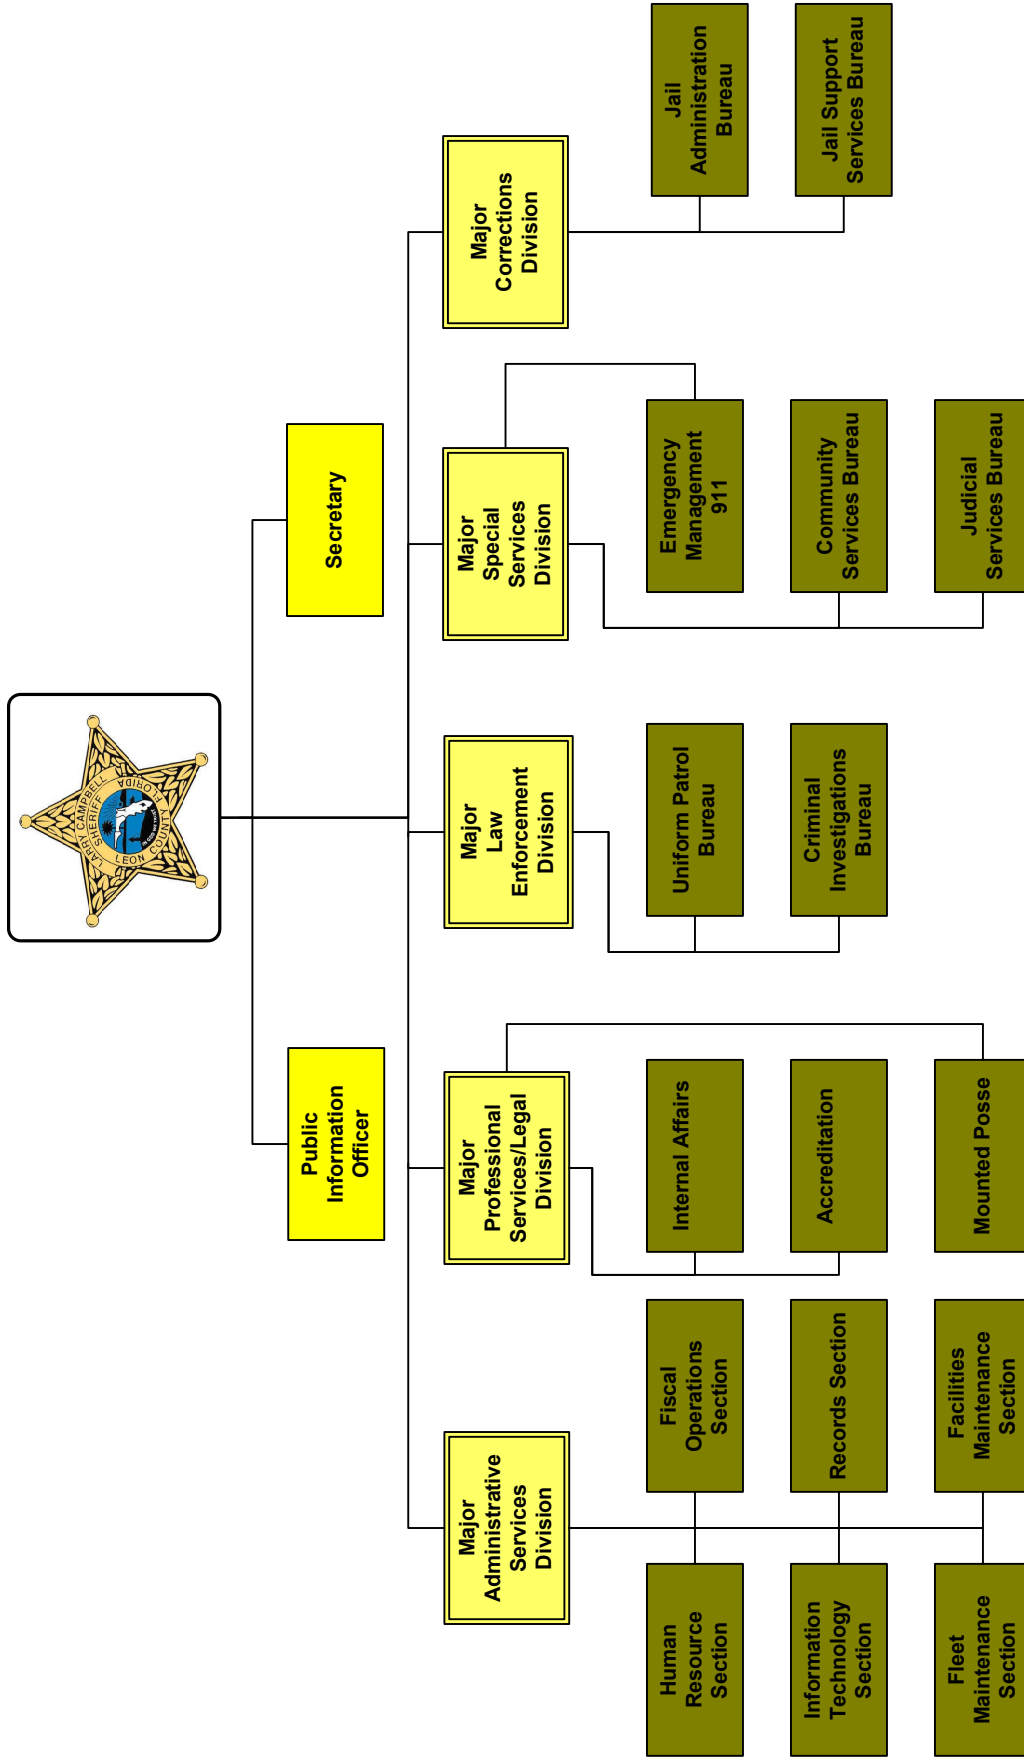 LARRY CAMPBELL
SHERIFF
LEON COUNTY FLORIDA
Public
Information
Officer
Secretary
Major
Administrative
Services
Division
Major
Professional
Services/Legal
Division
Major
Law
Enforcement
Division
Major
Special
Services
Division
Major
Corrections
Division
Human
Resource
Section
Fiscal
Operations
Section
Information
Technology
Section
Records Section
Fleet
Maintenance
Section
Facilities
Maintenance
Section
Internal Affairs
Accreditation
Mounted Posse
Uniform Patrol
Bureau
Criminal
Investigations
Bureau
Emergency
Management
911
Community
Services Bureau
Judicial
Services Bureau
Jail
Administration
Bureau
Jail Support
Services Bureau